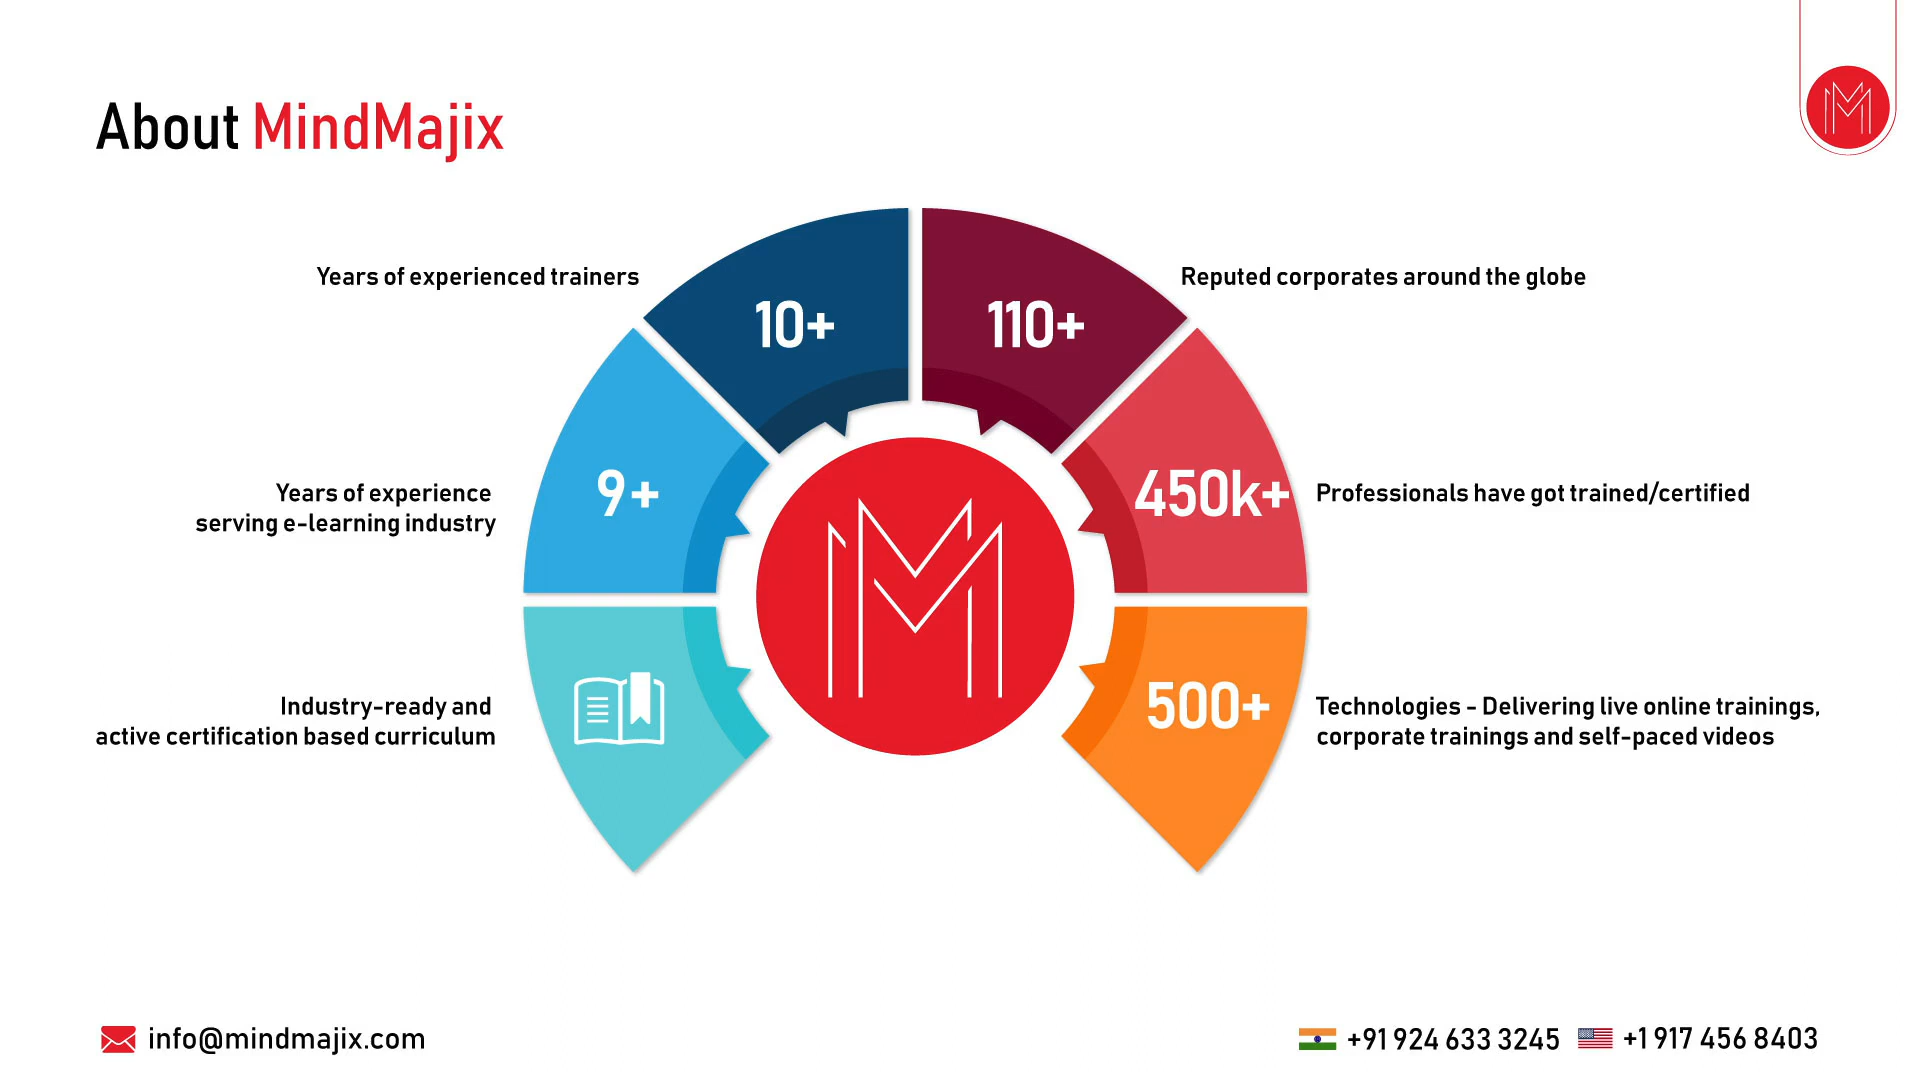 About MindMajix
Years of experienced trainers
10+
110+
Reputed corporates around the globe
Years of experience
serving e-learning industry
9+
450k+
Professionals have got trained/certified
Industry-ready and
active certification based curriculum
500+
Technologies - Delivering live online trainings,
corporate trainings and self-paced videos
info@mindmajix.com
+91 924 633 3245
+1 917 456 8403